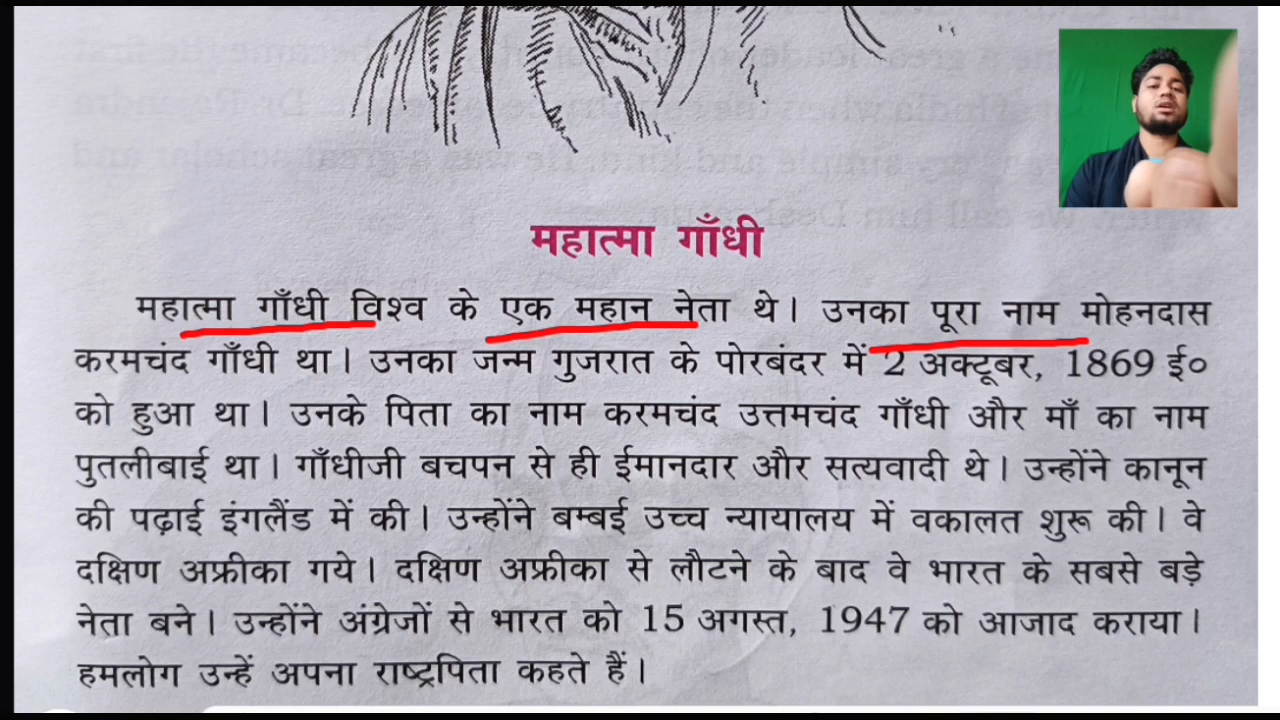 महात्मा गाँधी
महात्मा गाँधी विश्व के एक महान नेता थे। उनका पूरा नाम मोहनदास
करमचंद गाँधी था। उनका जन्म गुजरात के पोरबंदर में 2 अक्टूबर, 1869 ई०
को हुआ था। उनके पिता का नाम करमचंद उत्तमचंद गाँधी और माँ का नाम
पुतलीबाई था। गाँधीजी बचपन से ही ईमानदार और सत्यवादी थे। उन्होंने कानून
की पढ़ाई इंगलैंड में की। उन्होंने बम्बई उच्च न्यायालय में वकालत शुरू की। वे
दक्षिण अफ्रीका गये। दक्षिण अफ्रीका से लौटने के बाद वे भारत के सबसे बड़े
नेता बने। उन्होंने अंग्रेजों से भारत को 15 अगस्त, 1947 को आजाद कराया।
हमलोग उन्हें अपना राष्ट्रपिता कहते हैं।